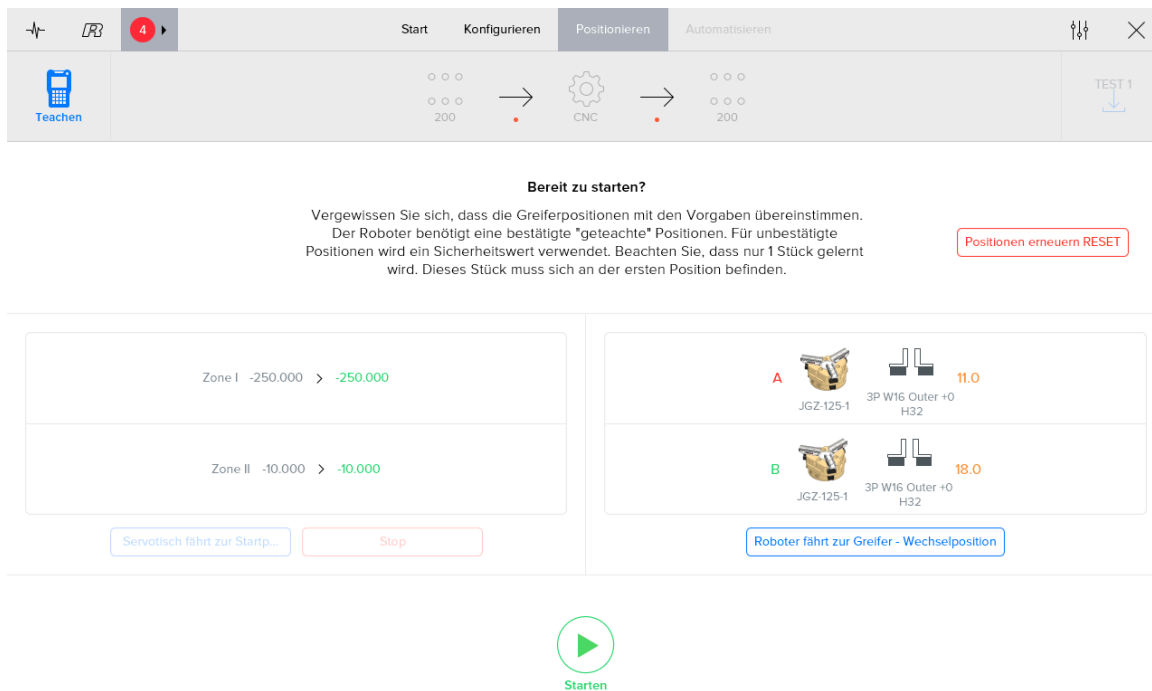 4
Start
Konfigurieren
Positionieren
Automatisieren
Teachen
200
CNC
200
TEST 1
Bereit zu starten?
Vergewissen Sie sich, dass die Greiferpositionen mit den Vorgaben übereinstimmen.
Der Roboter benötigt eine bestätigte "geteachte" Positionen. Für unbestätigte
Positionen wird ein Sicherheitswert verwendet. Beachten Sie, dass nur 1 Stück gelernt
wird. Dieses Stück muss sich an der ersten Position befinden.
Positionen erneuern RESET
Zone I -250.000 > -250.000
Zone II -10.000 > -10.000
Servotisch fährt zur Startp...
Stop
A
JGZ-125-1
3P W16 Outer +0
H32
11.0
B
JGZ-125-1
3P W16 Outer +0
H32
18.0
Roboter fährt zur Greifer - Wechselposition
Starten